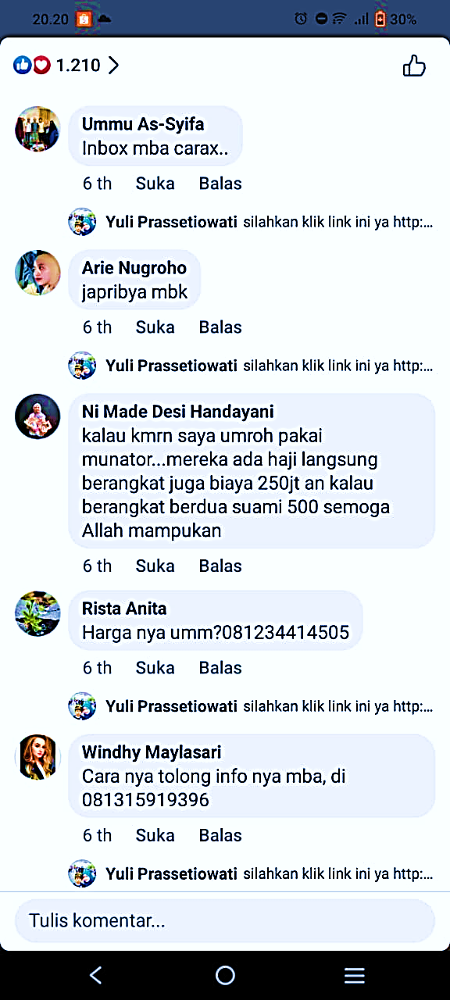 20.20
30%
1.210
Ummu As-Syifa
Inbox mba carax..
6 th Suka Balas
Yuli Prassetiowati silahkan klik link ini ya http:...
Arie Nugroho
japribya mbk
6 th Suka Balas
Yuli Prassetiowati silahkan klik link ini ya http:...
Ni Made Desi Handayani
kalau kmrn saya umroh pakai
munator...mereka ada haji langsung
berangkat juga biaya 250jt an kalau
berangkat berdua suami 500 semoga
Allah mampukan
6 th Suka Balas
Rista Anita
Harga nya umm?081234414505
6 th Suka Balas
Yuli Prassetiowati silahkan klik link ini ya http:...
Windhy Maylasari
Cara nya tolong info nya mba, di
081315919396
6 th Suka Balas
Yuli Prassetiowati silahkan klik link ini ya http:...
Tulis komentar...